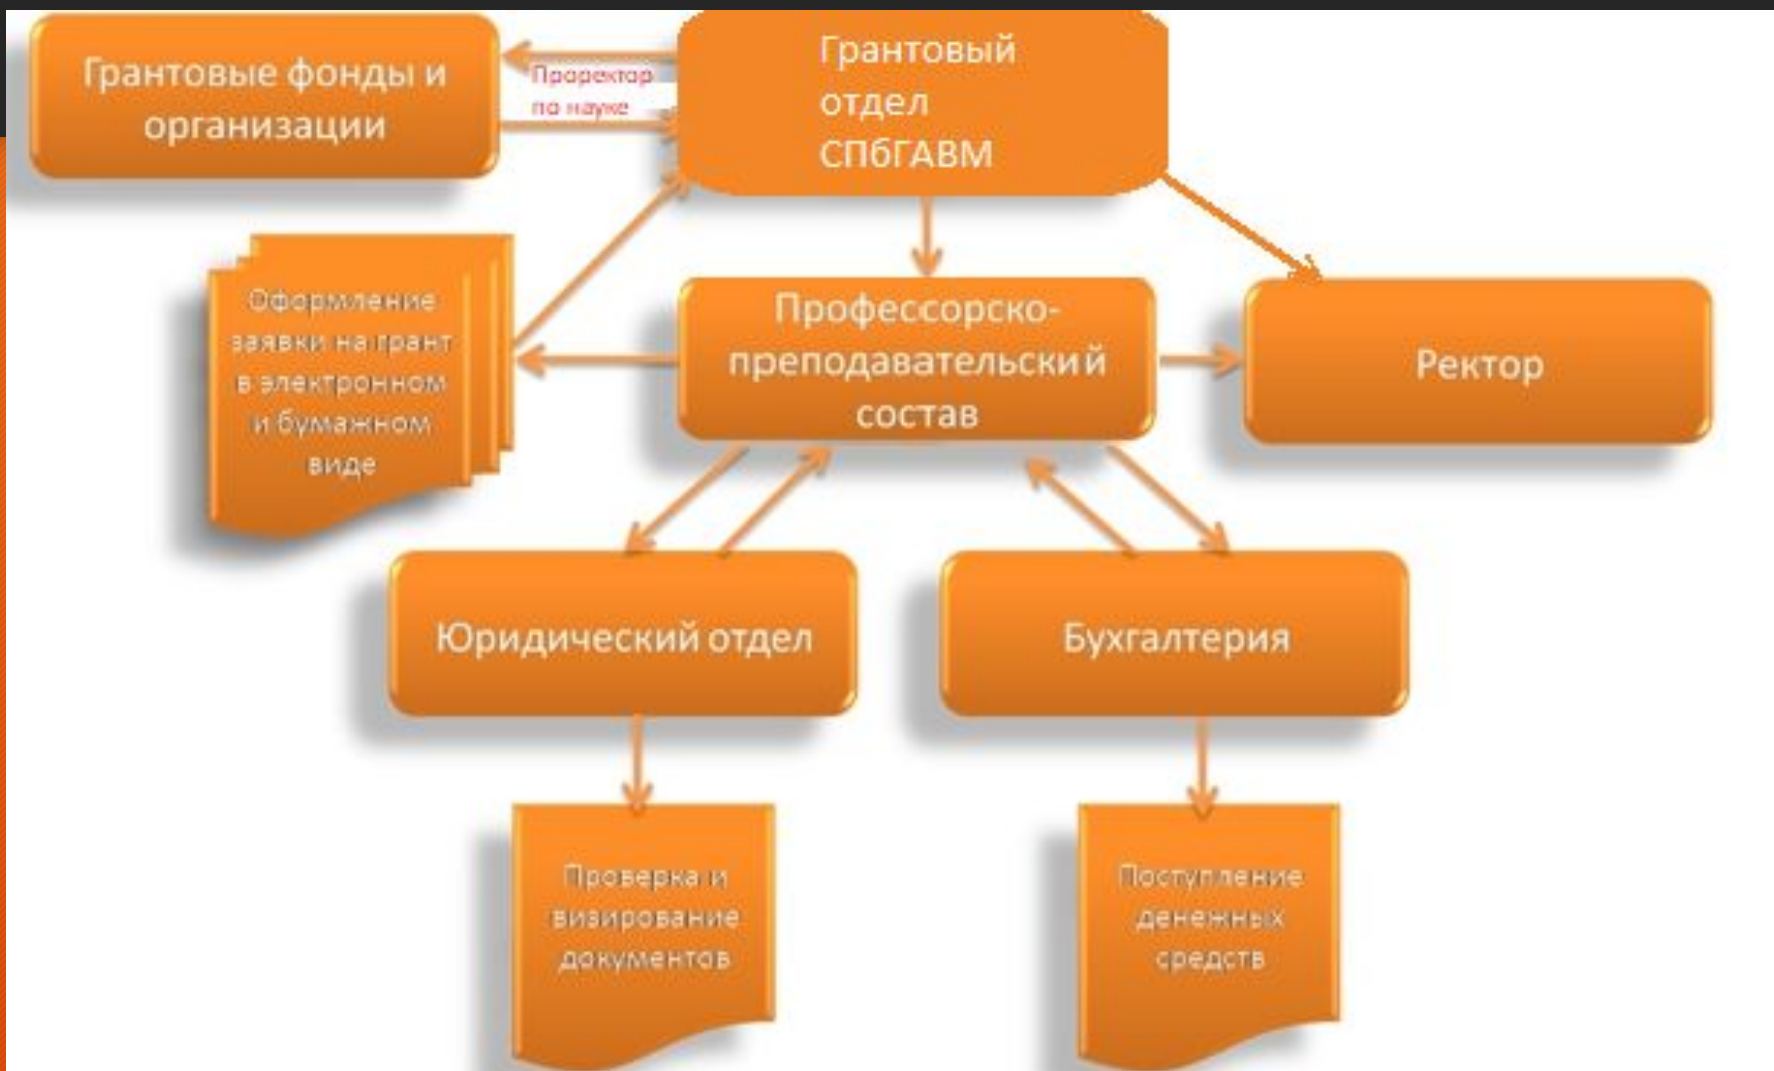 Грантовые фонды и
организации
Проректор
по науке
Грантовый
отдел
СПбГАВМ
Оформление
заявки на грант
в электронном
и бумажном
виде
Профессорско-
преподавательский
состав
Ректор
Юридический отдел
Бухгалтерия
Проверка и
визирование
документов
Поступление
денежных
средств